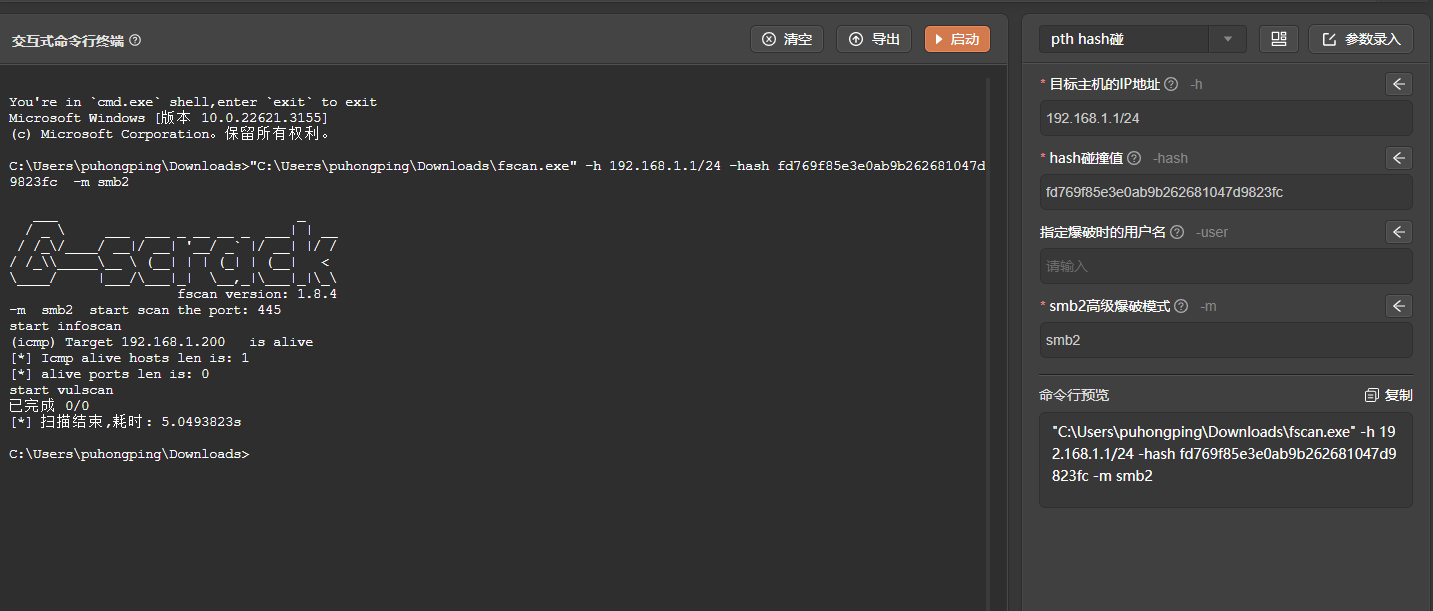 交互式命令行终端
清空
导出
启动
You're in `cmd.exe` shell,enter `exit` to exit
Microsoft Windows [版本 10.0.22621.3155]
(c) Microsoft Corporation。保留所有权利。
C:\Users\puhongping\Downloads>"C:\Users\puhongping\Downloads\fscan.exe" -h 192.168.1.1/24 -hash fd769f85e3e0ab9b262681047d
9823fc  -m smb2
fscan version: 1.8.4
-m  smb2  start scan the port: 445
start infoscan
(icmp) Target 192.168.1.200   is alive
[*] Icmp alive hosts len is: 1
[*] alive ports len is: 0
start vulscan
已完成 0/0
[*] 扫描结束,耗时: 5.0493823s
C:\Users\puhongping\Downloads>
pth hash碰
参数录入
* 目标主机的IP地址 -h
192.168.1.1/24
* hash碰撞值 -hash
fd769f85e3e0ab9b262681047d9823fc
指定爆破时的用户名 -user
请输入
* smb2高级爆破模式 -m
smb2
命令行预览
复制
"C:\Users\puhongping\Downloads\fscan.exe" -h 19
2.168.1.1/24 -hash fd769f85e3e0ab9b262681047d9
823fc -m smb2